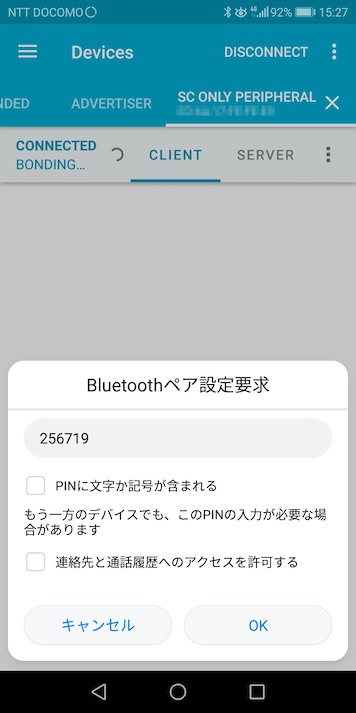 NTT DOCOMO 4G 92% 15:27
Devices DISCONNECT
NDED ADVERTISER SC ONLY PERIPHERAL
CONNECTED CLIENT SERVER
BONDING...
Bluetoothペア設定要求
256719
PINに文字か記号が含まれる
もう一方のデバイスでも、このPINの入力が必要な場
合があります
連絡先と通話履歴へのアクセスを許可する
キャンセル OK